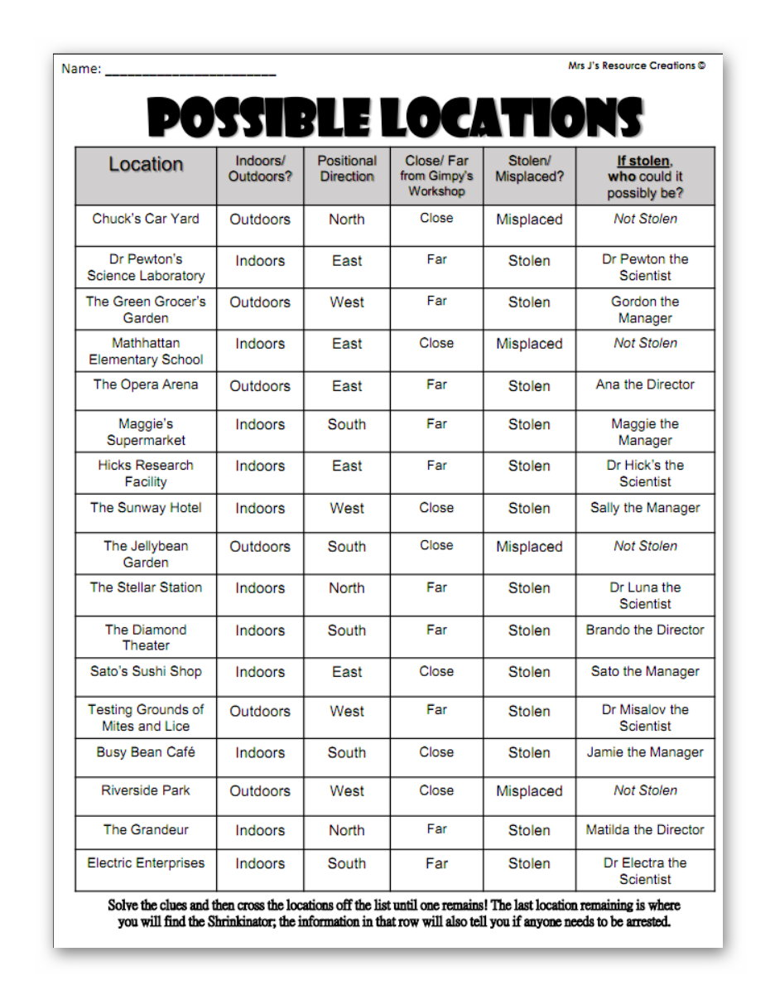 Name: _______________________
Mrs J's Resource Creations ©
POSSIBLE LOCATIONS
Location
Indoors/
Outdoors?
Positional
Direction
Close/ Far
from Gimpy's
Workshop
Stolen/
Misplaced?
If stolen,
who could it
possibly be?
Chuck's Car Yard
Outdoors
North
Close
Misplaced
Not Stolen
Dr Pewton's
Science Laboratory
Indoors
East
Far
Stolen
Dr Pewton the
Scientist
The Green Grocer's
Garden
Outdoors
West
Far
Stolen
Gordon the
Manager
Mathhattan
Elementary School
Indoors
East
Close
Misplaced
Not Stolen
The Opera Arena
Outdoors
East
Far
Stolen
Ana the Director
Maggie's
Supermarket
Indoors
South
Far
Stolen
Maggie the
Manager
Hicks Research
Facility
Indoors
East
Far
Stolen
Dr Hick's the
Scientist
The Sunway Hotel
Indoors
West
Close
Stolen
Sally the Manager
The Jellybean
Garden
Outdoors
South
Close
Misplaced
Not Stolen
The Stellar Station
Indoors
North
Far
Stolen
Dr Luna the
Scientist
The Diamond
Theater
Indoors
South
Far
Stolen
Brando the Director
Sato's Sushi Shop
Indoors
East
Close
Stolen
Sato the Manager
Testing Grounds of
Mites and Lice
Outdoors
West
Far
Stolen
Dr Misalov the
Scientist
Busy Bean Café
Indoors
South
Close
Stolen
Jamie the Manager
Riverside Park
Outdoors
West
Close
Misplaced
Not Stolen
The Grandeur
Indoors
North
Far
Stolen
Matilda the Director
Electric Enterprises
Indoors
South
Far
Stolen
Dr Electra the
Scientist
Solve the clues and then cross the locations off the list until one remains! The last location remaining is where
you will find the Shrinkinator; the information in that row will also tell you if anyone needs to be arrested.